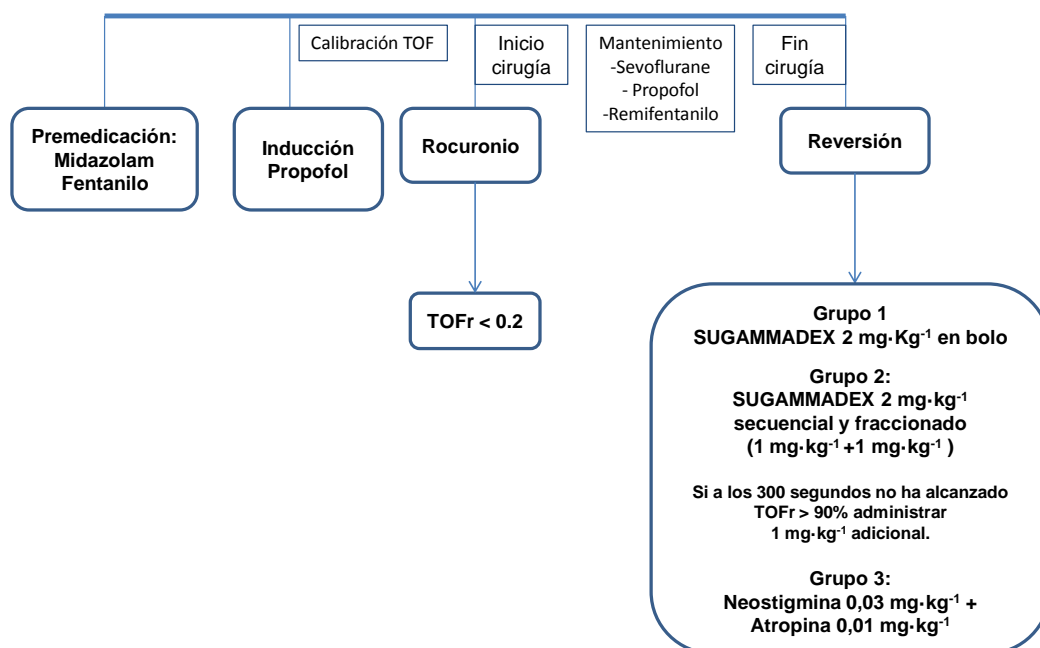 Calibración TOF
Inicio
cirugía
Mantenimiento
-Sevoflurane
- Propofol
-Remifentanilo
Fin
cirugía
Premedicación:
Midazolam
Fentanilo
Inducción
Propofol
Rocuronio
Reversión
TOFr < 0.2
Grupo 1
SUGAMMADEX 2 mg·Kg⁻¹ en bolo
Grupo 2:
SUGAMMADEX 2 mg·kg⁻¹
secuencial y fraccionado
(1 mg·kg⁻¹ +1 mg·kg⁻¹ )
Si a los 300 segundos no ha alcanzado
TOFr > 90% administrar
1 mg·kg⁻¹ adicional.
Grupo 3:
Neostigmina 0,03 mg·kg⁻¹ +
Atropina 0,01 mg·kg⁻¹